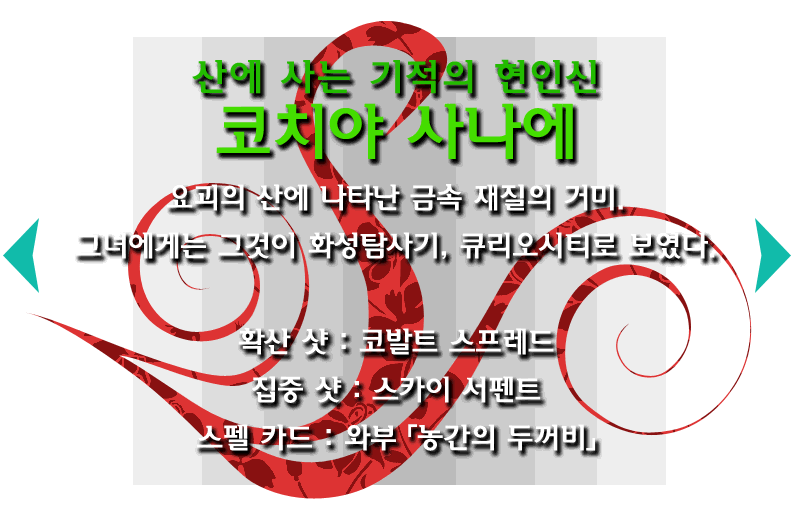 산에 사는 기적의 현인신
코치야 사나에
요괴의 산에 나타난 금속 재질의 거미.
그녀에게는 그것이 화성탐사기, 큐리오시티로 보였다.
확산 샷 : 코발트 스프레드
집중 샷 : 스카이 서펜트
스펠 카드 : 와부 「농간의 두꺼비」